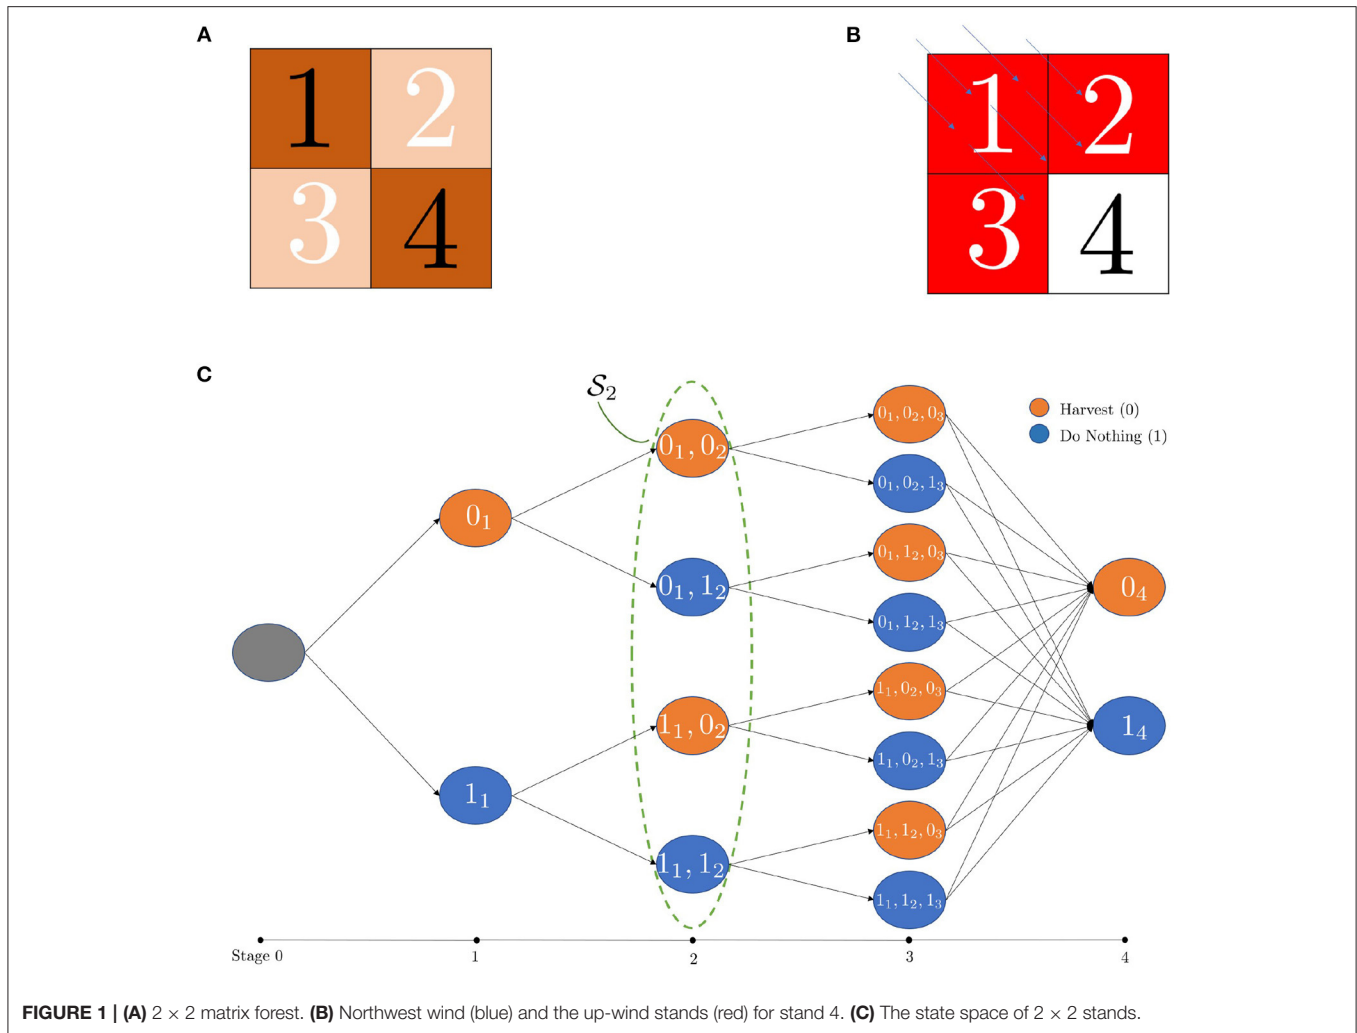 A
1 2
3 4
B
1 2
3 4
C
S₂
Harvest (0)
Do Nothing (1)
0₁, 0₂, 0₃
0₁, 0₂
0₁, 0₂, 1₃
0₁
0₁, 1₂, 0₃
0₁, 1₂
0₄
0₁, 1₂, 1₃
1₁, 0₂, 0₃
1₁, 0₂
1₄
1₁, 0₂, 1₃
1₁
1₁, 1₂, 0₃
1₁, 1₂
1₁, 1₂, 1₃
Stage 0 1 2 3 4
FIGURE 1 | (A) 2 × 2 matrix forest. (B) Northwest wind (blue) and the up-wind stands (red) for stand 4. (C) The state space of 2 × 2 stands.